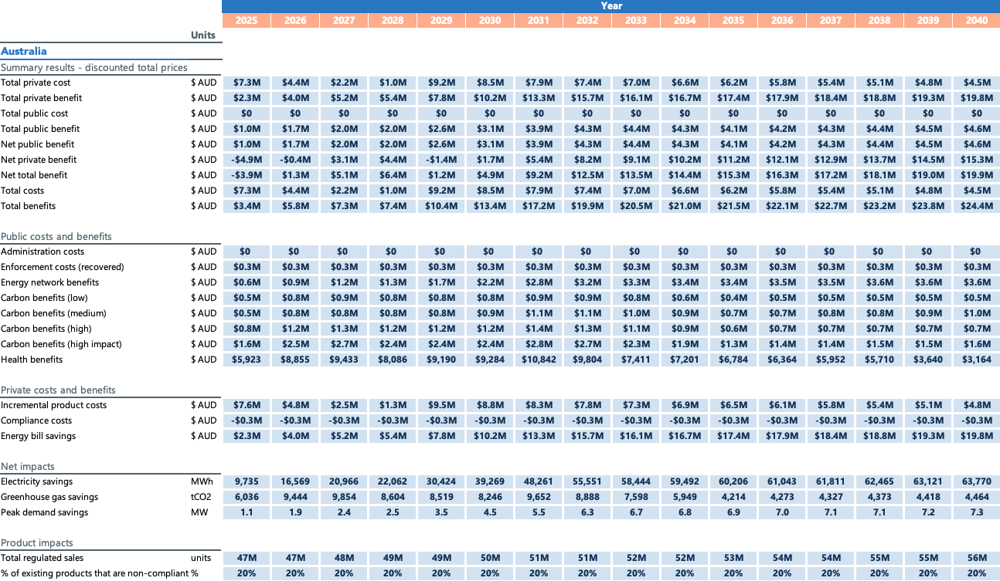 Year
2025 2026 2027 2028 2029 2030 2031 2032 2033 2034 2035 2036 2037 2038 2039 2040
Units
Australia
Summary results - discounted total prices
Total private cost $ AUD $7.3M $4.4M $2.2M $1.0M $9.2M $8.5M $7.9M $7.4M $7.0M $6.6M $6.2M $5.8M $5.4M $5.1M $4.8M $4.5M
Total private benefit $ AUD $2.3M $4.0M $5.2M $5.4M $7.8M $10.2M $13.3M $15.7M $16.1M $16.7M $17.4M $17.9M $18.4M $18.8M $19.3M $19.8M
Total public cost $ AUD $0 $0 $0 $0 $0 $0 $0 $0 $0 $0 $0 $0 $0 $0 $0 $0
Total public benefit $ AUD $1.0M $1.7M $2.0M $2.0M $2.6M $3.1M $3.9M $4.3M $4.4M $4.3M $4.1M $4.2M $4.3M $4.4M $4.5M $4.6M
Net public benefit $ AUD $1.0M $1.7M $2.0M $2.0M $2.6M $3.1M $3.9M $4.3M $4.4M $4.3M $4.1M $4.2M $4.3M $4.4M $4.5M $4.6M
Net private benefit $ AUD -$4.9M -$0.4M $3.1M $4.4M -$1.4M $1.7M $5.4M $8.2M $9.1M $10.2M $11.2M $12.1M $12.9M $13.7M $14.5M $15.3M
Net total benefit $ AUD -$3.9M $1.3M $5.1M $6.4M $1.2M $4.9M $9.2M $12.5M $13.5M $14.4M $15.3M $16.3M $17.2M $18.1M $19.0M $19.9M
Total costs $ AUD $7.3M $4.4M $2.2M $1.0M $9.2M $8.5M $7.9M $7.4M $7.0M $6.6M $6.2M $5.8M $5.4M $5.1M $4.8M $4.5M
Total benefits $ AUD $3.4M $5.8M $7.3M $7.4M $10.4M $13.4M $17.2M $19.9M $20.5M $21.0M $21.5M $22.1M $22.7M $23.2M $23.8M $24.4M
Public costs and benefits
Administration costs $ AUD $0 $0 $0 $0 $0 $0 $0 $0 $0 $0 $0 $0 $0 $0 $0 $0
Enforcement costs (recovered) $ AUD $0.3M $0.3M $0.3M $0.3M $0.3M $0.3M $0.3M $0.3M $0.3M $0.3M $0.3M $0.3M $0.3M $0.3M $0.3M $0.3M
Energy network benefits $ AUD $0.6M $0.9M $1.2M $1.3M $1.7M $2.2M $2.8M $3.2M $3.3M $3.4M $3.4M $3.5M $3.5M $3.6M $3.6M $3.6M
Carbon benefits (low) $ AUD $0.5M $0.8M $0.9M $0.8M $0.8M $0.8M $0.9M $0.9M $0.8M $0.6M $0.4M $0.5M $0.5M $0.5M $0.5M $0.5M
Carbon benefits (medium) $ AUD $0.5M $0.8M $0.8M $0.8M $0.8M $0.9M $1.1M $1.1M $1.0M $0.9M $0.7M $0.7M $0.8M $0.8M $0.9M $1.0M
Carbon benefits (high) $ AUD $0.8M $1.2M $1.3M $1.2M $1.2M $1.2M $1.4M $1.3M $1.1M $0.9M $0.6M $0.7M $0.7M $0.7M $0.7M $0.7M
Carbon benefits (high impact) $ AUD $1.6M $2.5M $2.7M $2.4M $2.4M $2.4M $2.8M $2.7M $2.3M $1.9M $1.3M $1.4M $1.4M $1.5M $1.5M $1.6M
Health benefits $ AUD $5,923 $8,855 $9,433 $8,086 $9,190 $9,284 $10,842 $9,804 $7,411 $7,201 $6,784 $6,364 $5,952 $5,710 $3,640 $3,164
Private costs and benefits
Incremental product costs $ AUD $7.6M $4.8M $2.5M $1.3M $9.5M $8.8M $8.3M $7.8M $7.3M $6.9M $6.5M $6.1M $5.8M $5.4M $5.1M $4.8M
Compliance costs $ AUD -$0.3M -$0.3M -$0.3M -$0.3M -$0.3M -$0.3M -$0.3M -$0.3M -$0.3M -$0.3M -$0.3M -$0.3M -$0.3M -$0.3M -$0.3M -$0.3M
Energy bill savings $ AUD $2.3M $4.0M $5.2M $5.4M $7.8M $10.2M $13.3M $15.7M $16.1M $16.7M $17.4M $17.9M $18.4M $18.8M $19.3M $19.8M
Net impacts
Electricity savings MWh 9,735 16,569 20,966 22,062 30,424 39,269 48,261 55,551 58,444 59,492 60,206 61,043 61,811 62,465 63,121 63,770
Greenhouse gas savings tCO2 6,036 9,444 9,854 8,604 8,519 8,246 9,652 8,888 7,598 5,949 4,214 4,273 4,327 4,373 4,418 4,464
Peak demand savings MW 1.1 1.9 2.4 2.5 3.5 4.5 5.5 6.3 6.7 6.8 6.9 7.0 7.1 7.1 7.2 7.3
Product impacts
Total regulated sales units 47M 47M 48M 49M 49M 50M 51M 51M 52M 52M 53M 54M 54M 55M 55M 56M
% of existing products that are non-compliant % 20% 20% 20% 20% 20% 20% 20% 20% 20% 20% 20% 20% 20% 20% 20% 20%